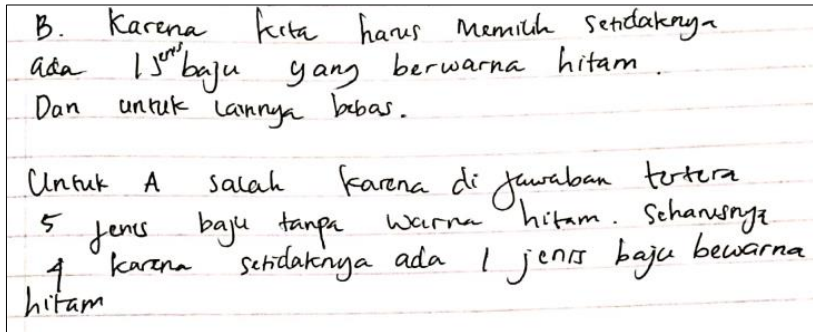 B. Karena kita harus memilih setidaknya
ada 1 jenis baju yang berwarna hitam.
Dan untuk lainnya bebas.
Untuk A salah karena di jawaban tertera
5 jenis baju tanpa warna hitam. Seharusnya
4 karena setidaknya ada 1 jenis baju bewarna
hitam